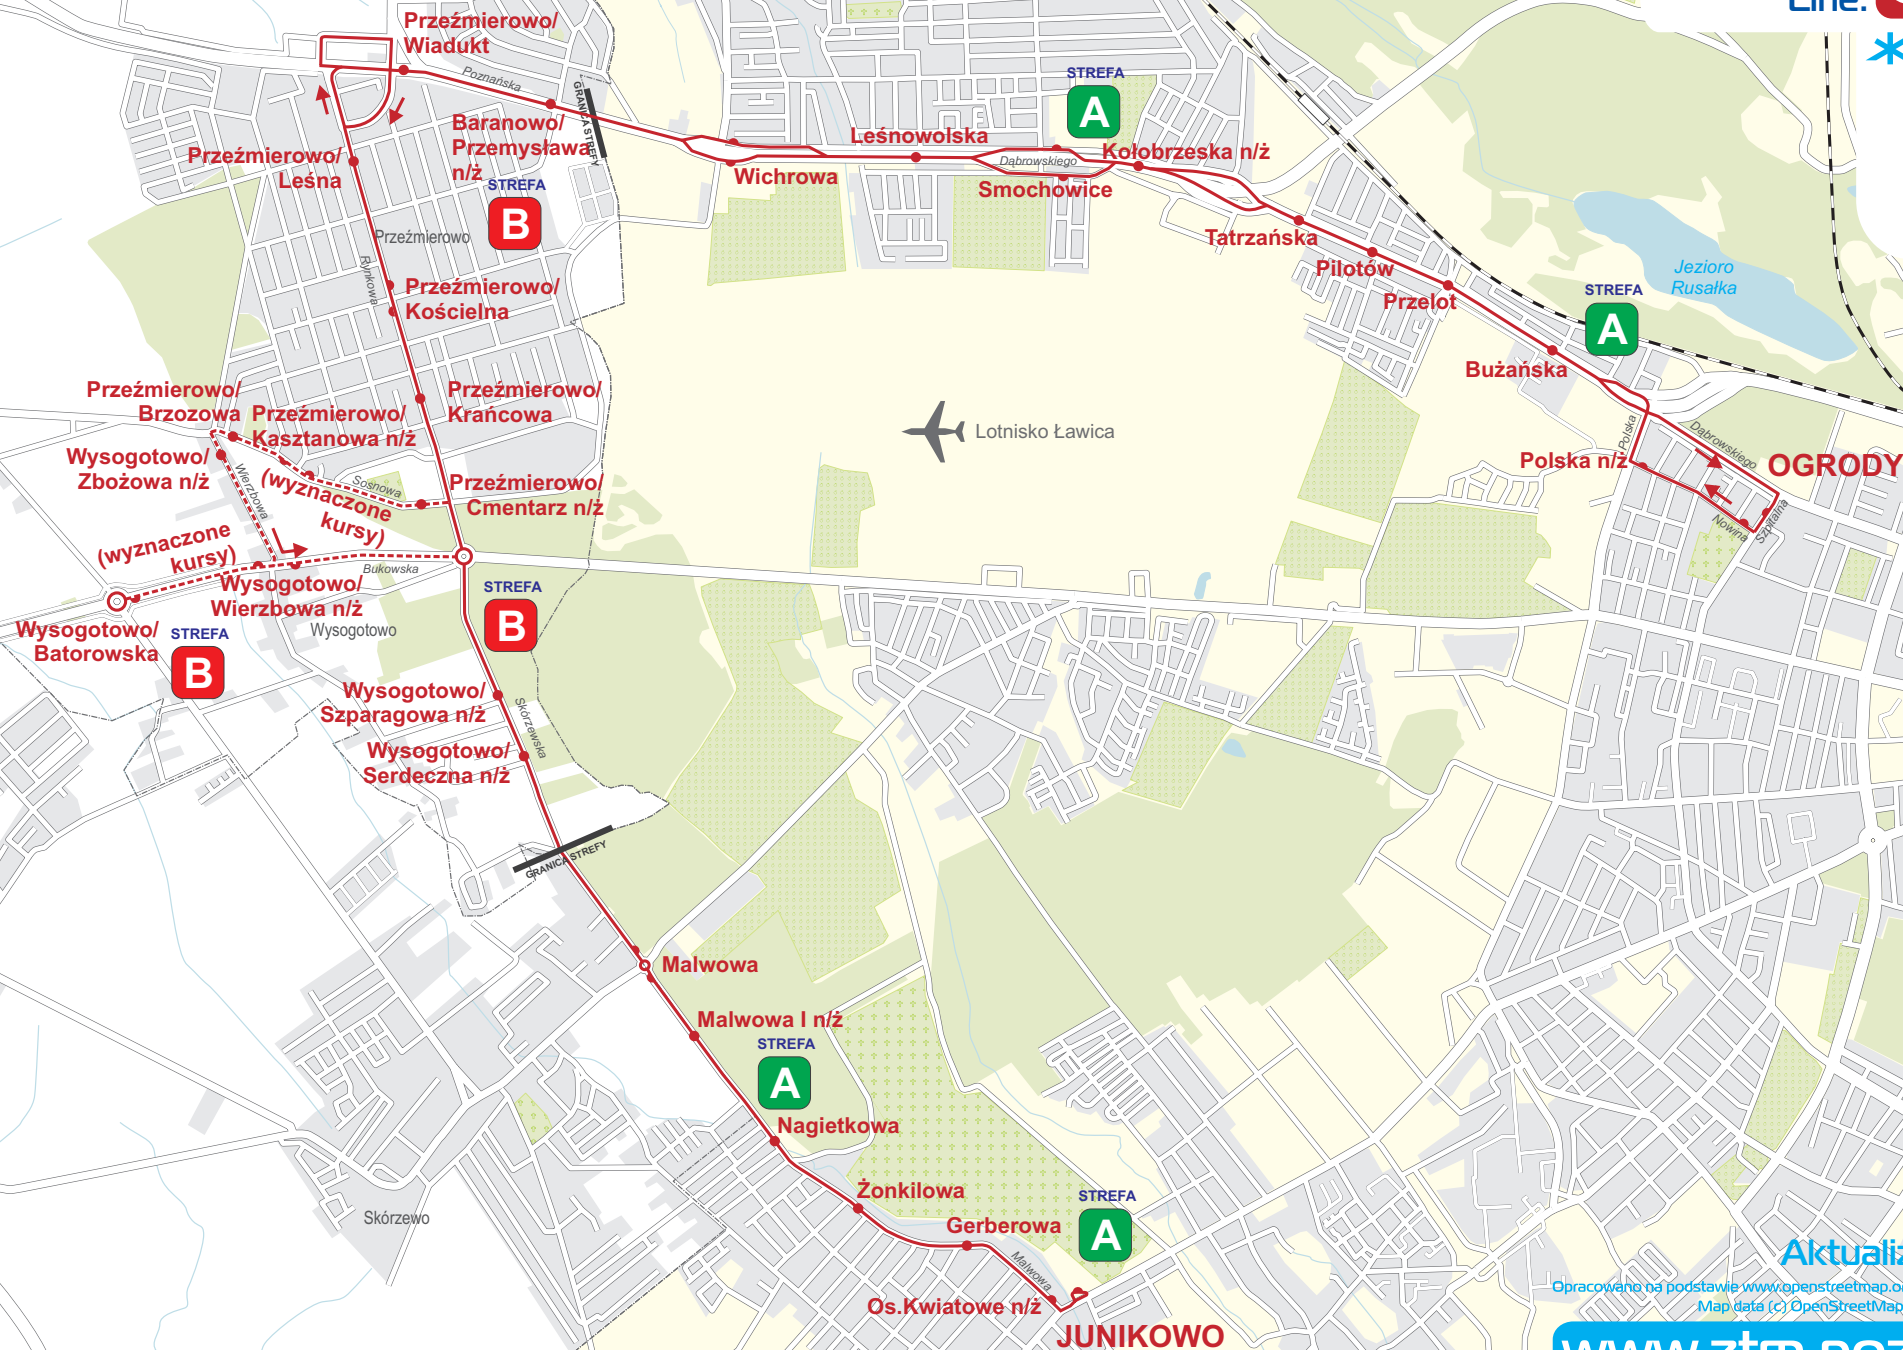 Line:
Przeźmierowo/
Wiadukt
Poznańska
GRANICA STREFY
Baranowo/
Przemysława
n/ż
STREFA
B
Przeźmierowo/
Leśna
Przeźmierowo
Rynkowa
Przeźmierowo/
Kościelna
STREFA
A
Leśnowolska
Dąbrowskiego
Kołobrzeska n/ż
Wichrowa
Smochowice
Tatrzańska
Pilotów
Przelot
Jezioro
Rusałka
STREFA
A
Bużańska
Przeźmierowo/
Brzozowa
Przeźmierowo/
Kasztanowa n/ż
Przeźmierowo/
Krańcowa
Lotnisko Ławica
Polska
Dąbrowskiego
Polska n/ż
OGRODY
Nowina
Szpitalna
Wysogotowo/
Zbożowa n/ż
Wierzbowa
Sosnowa
(wyznaczone
kursy)
Przeźmierowo/
Cmentarz n/ż
(wyznaczone
kursy)
Bukowska
Wysogotowo/
Wierzbowa n/ż
Wysogotowo
Wysogotowo/
Batorowska
STREFA
B
STREFA
B
Wysogotowo/
Szparagowa n/ż
Skórzewska
Wysogotowo/
Serdeczna n/ż
GRANICA STREFY
Malwowa
Malwowa I n/ż
STREFA
A
Nagietkowa
Żonkilowa
Skórzewo
Gerberowa
STREFA
A
Malwowa
Os.Kwiatowe n/ż
JUNIKOWO
Opracowano na podstawie www.openstreetmap.o
Map data (c) OpenStreetMap